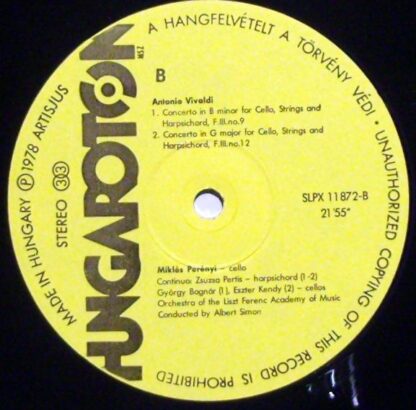 A HANGFELVÉTELT A TÖRVÉNY VÉDI • UNAUTHORIZED COPYING OF THIS RECORD IS PROHIBITED
MADE IN HUNGARY Ⓟ 1978 ARTISJUS
STEREO 33
HUNGAROTON
MSZ
B
Antonio Vivaldi
1. Concerto in B minor for Cello, Strings and
Harpsichord, F.III.no.9
2. Concerto in G major for Cello, Strings and
Harpsichord, F.III.no.12
SLPX 11872-B
21'55"
Miklós Perényi – cello
Continuo: Zsuzsa Pertis – harpsichord (1-2)
György Bognár (1), Eszter Kendy (2) – cellos
Orchestra of the Liszt Ferenc Academy of Music
Conducted by Albert Simon